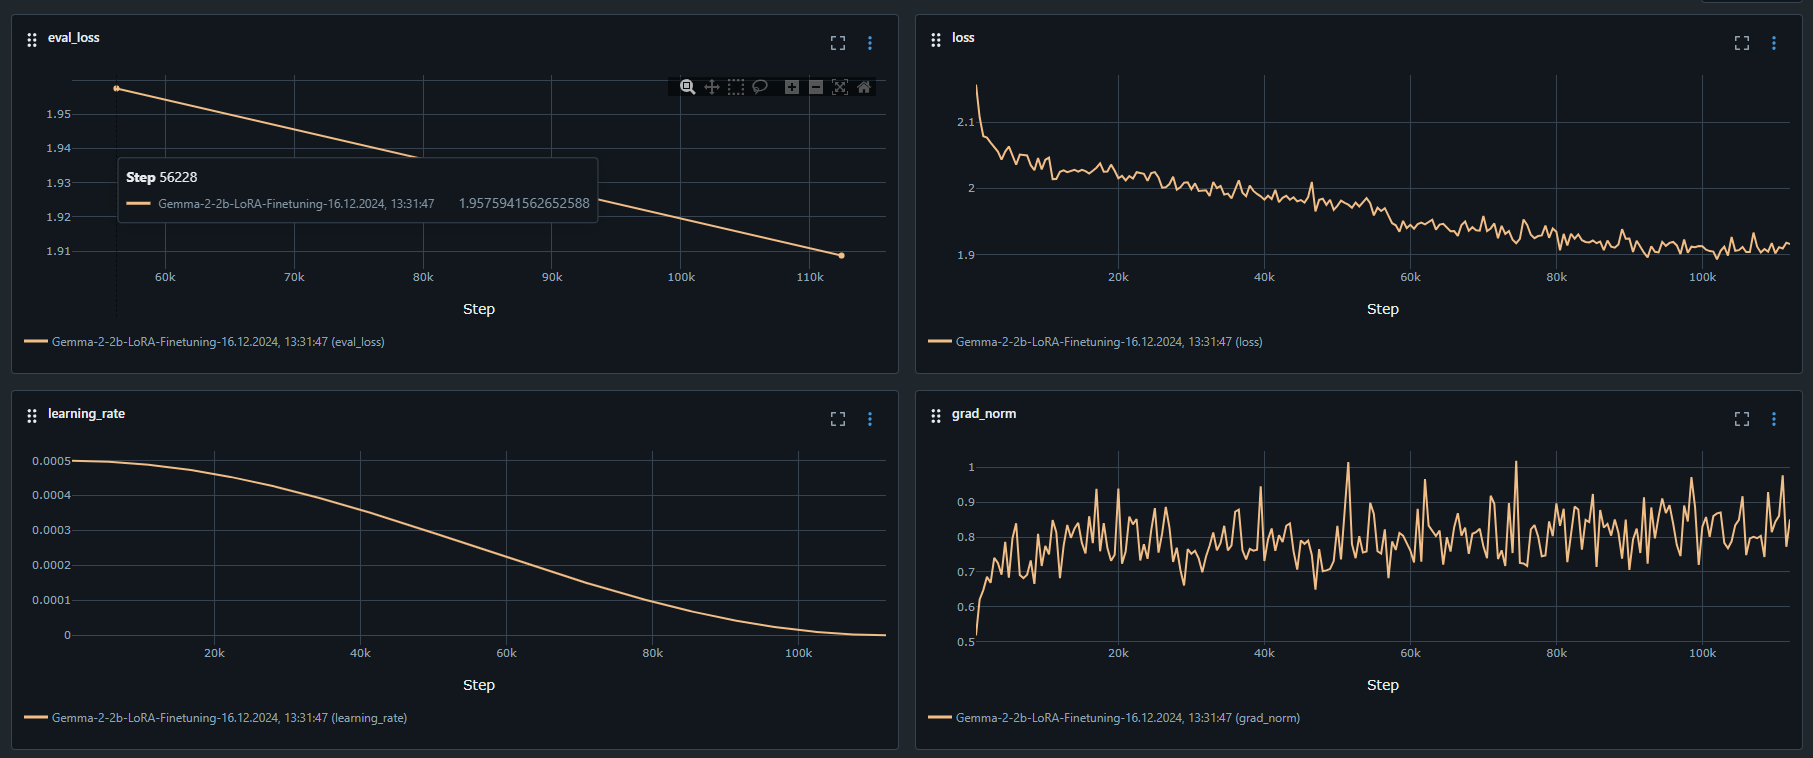 eval_loss
1.95
1.94
1.93
1.92
1.91
60k 70k 80k 90k 100k 110k
Step
Step 56228
Gemma-2-2b-LoRA-Finetuning-16.12.2024, 13:31:47 1.9575941562652588
Gemma-2-2b-LoRA-Finetuning-16.12.2024, 13:31:47 (eval_loss)
loss
2.1
2
1.9
20k 40k 60k 80k 100k
Step
Gemma-2-2b-LoRA-Finetuning-16.12.2024, 13:31:47 (loss)
learning_rate
0.0005
0.0004
0.0003
0.0002
0.0001
0
20k 40k 60k 80k 100k
Step
Gemma-2-2b-LoRA-Finetuning-16.12.2024, 13:31:47 (learning_rate)
grad_norm
1
0.9
0.8
0.7
0.6
0.5
20k 40k 60k 80k 100k
Step
Gemma-2-2b-LoRA-Finetuning-16.12.2024, 13:31:47 (grad_norm)